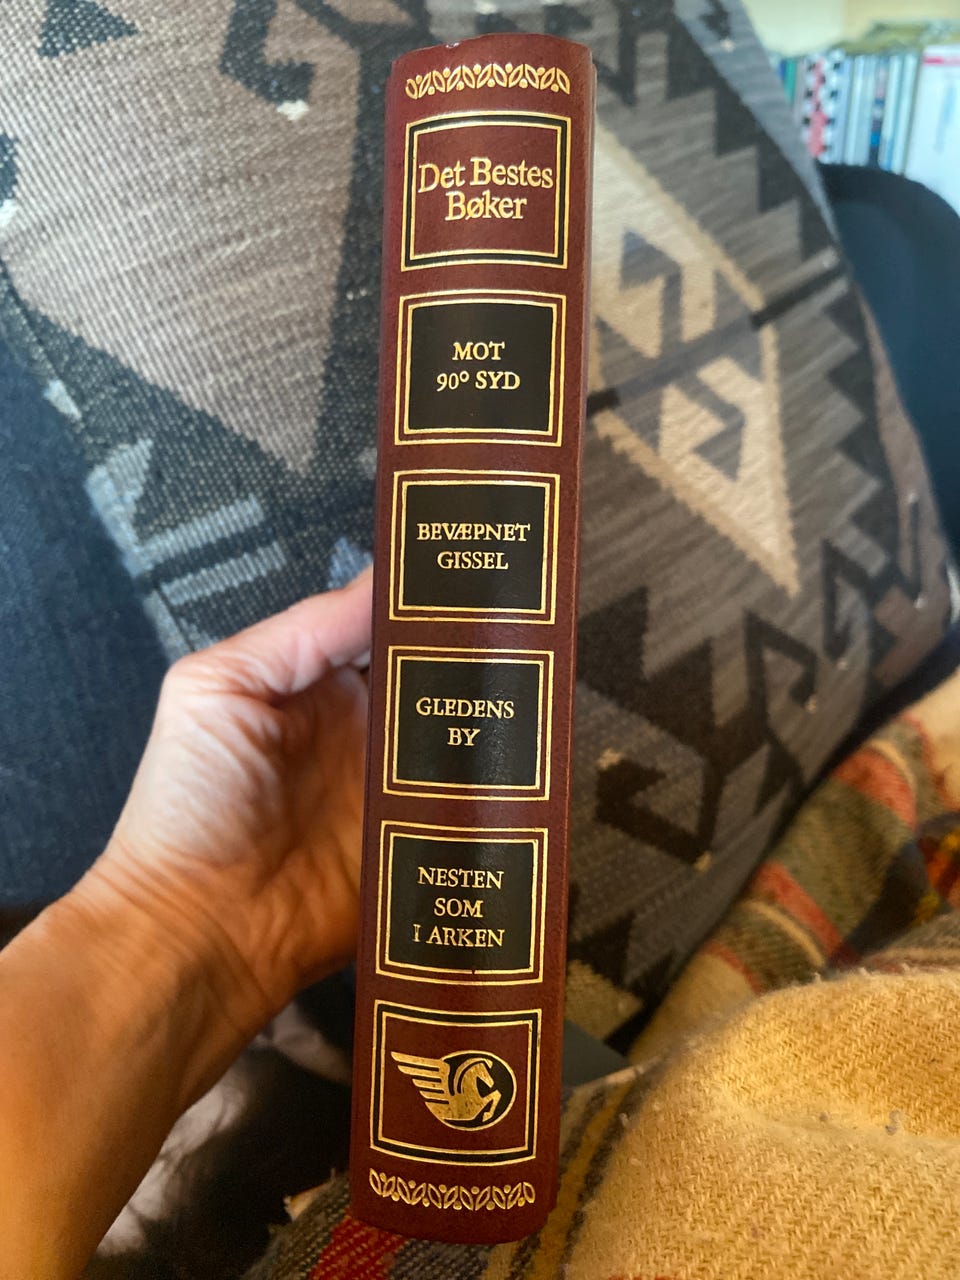 Det Bestes
Bøker
MOT
90° SYD
BEVÆPNET
GISSEL
GLEDENS
BY
NESTEN
SOM
I ARKEN